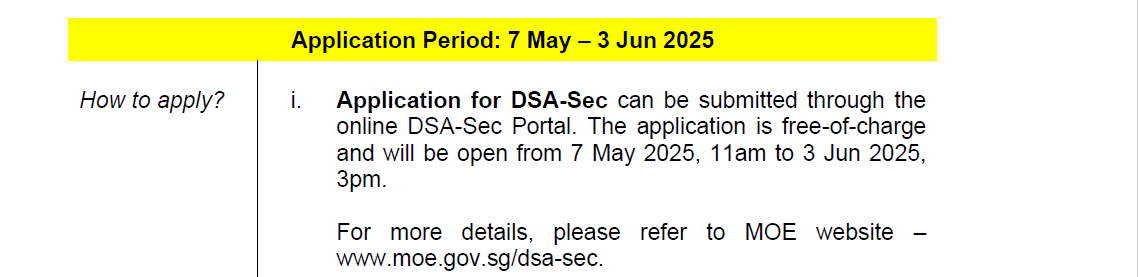 Application Period: 7 May – 3 Jun 2025
How to apply?
i. Application for DSA-Sec can be submitted through the
online DSA-Sec Portal. The application is free-of-charge
and will be open from 7 May 2025, 11am to 3 Jun 2025,
3pm.
For more details, please refer to MOE website –
www.moe.gov.sg/dsa-sec.